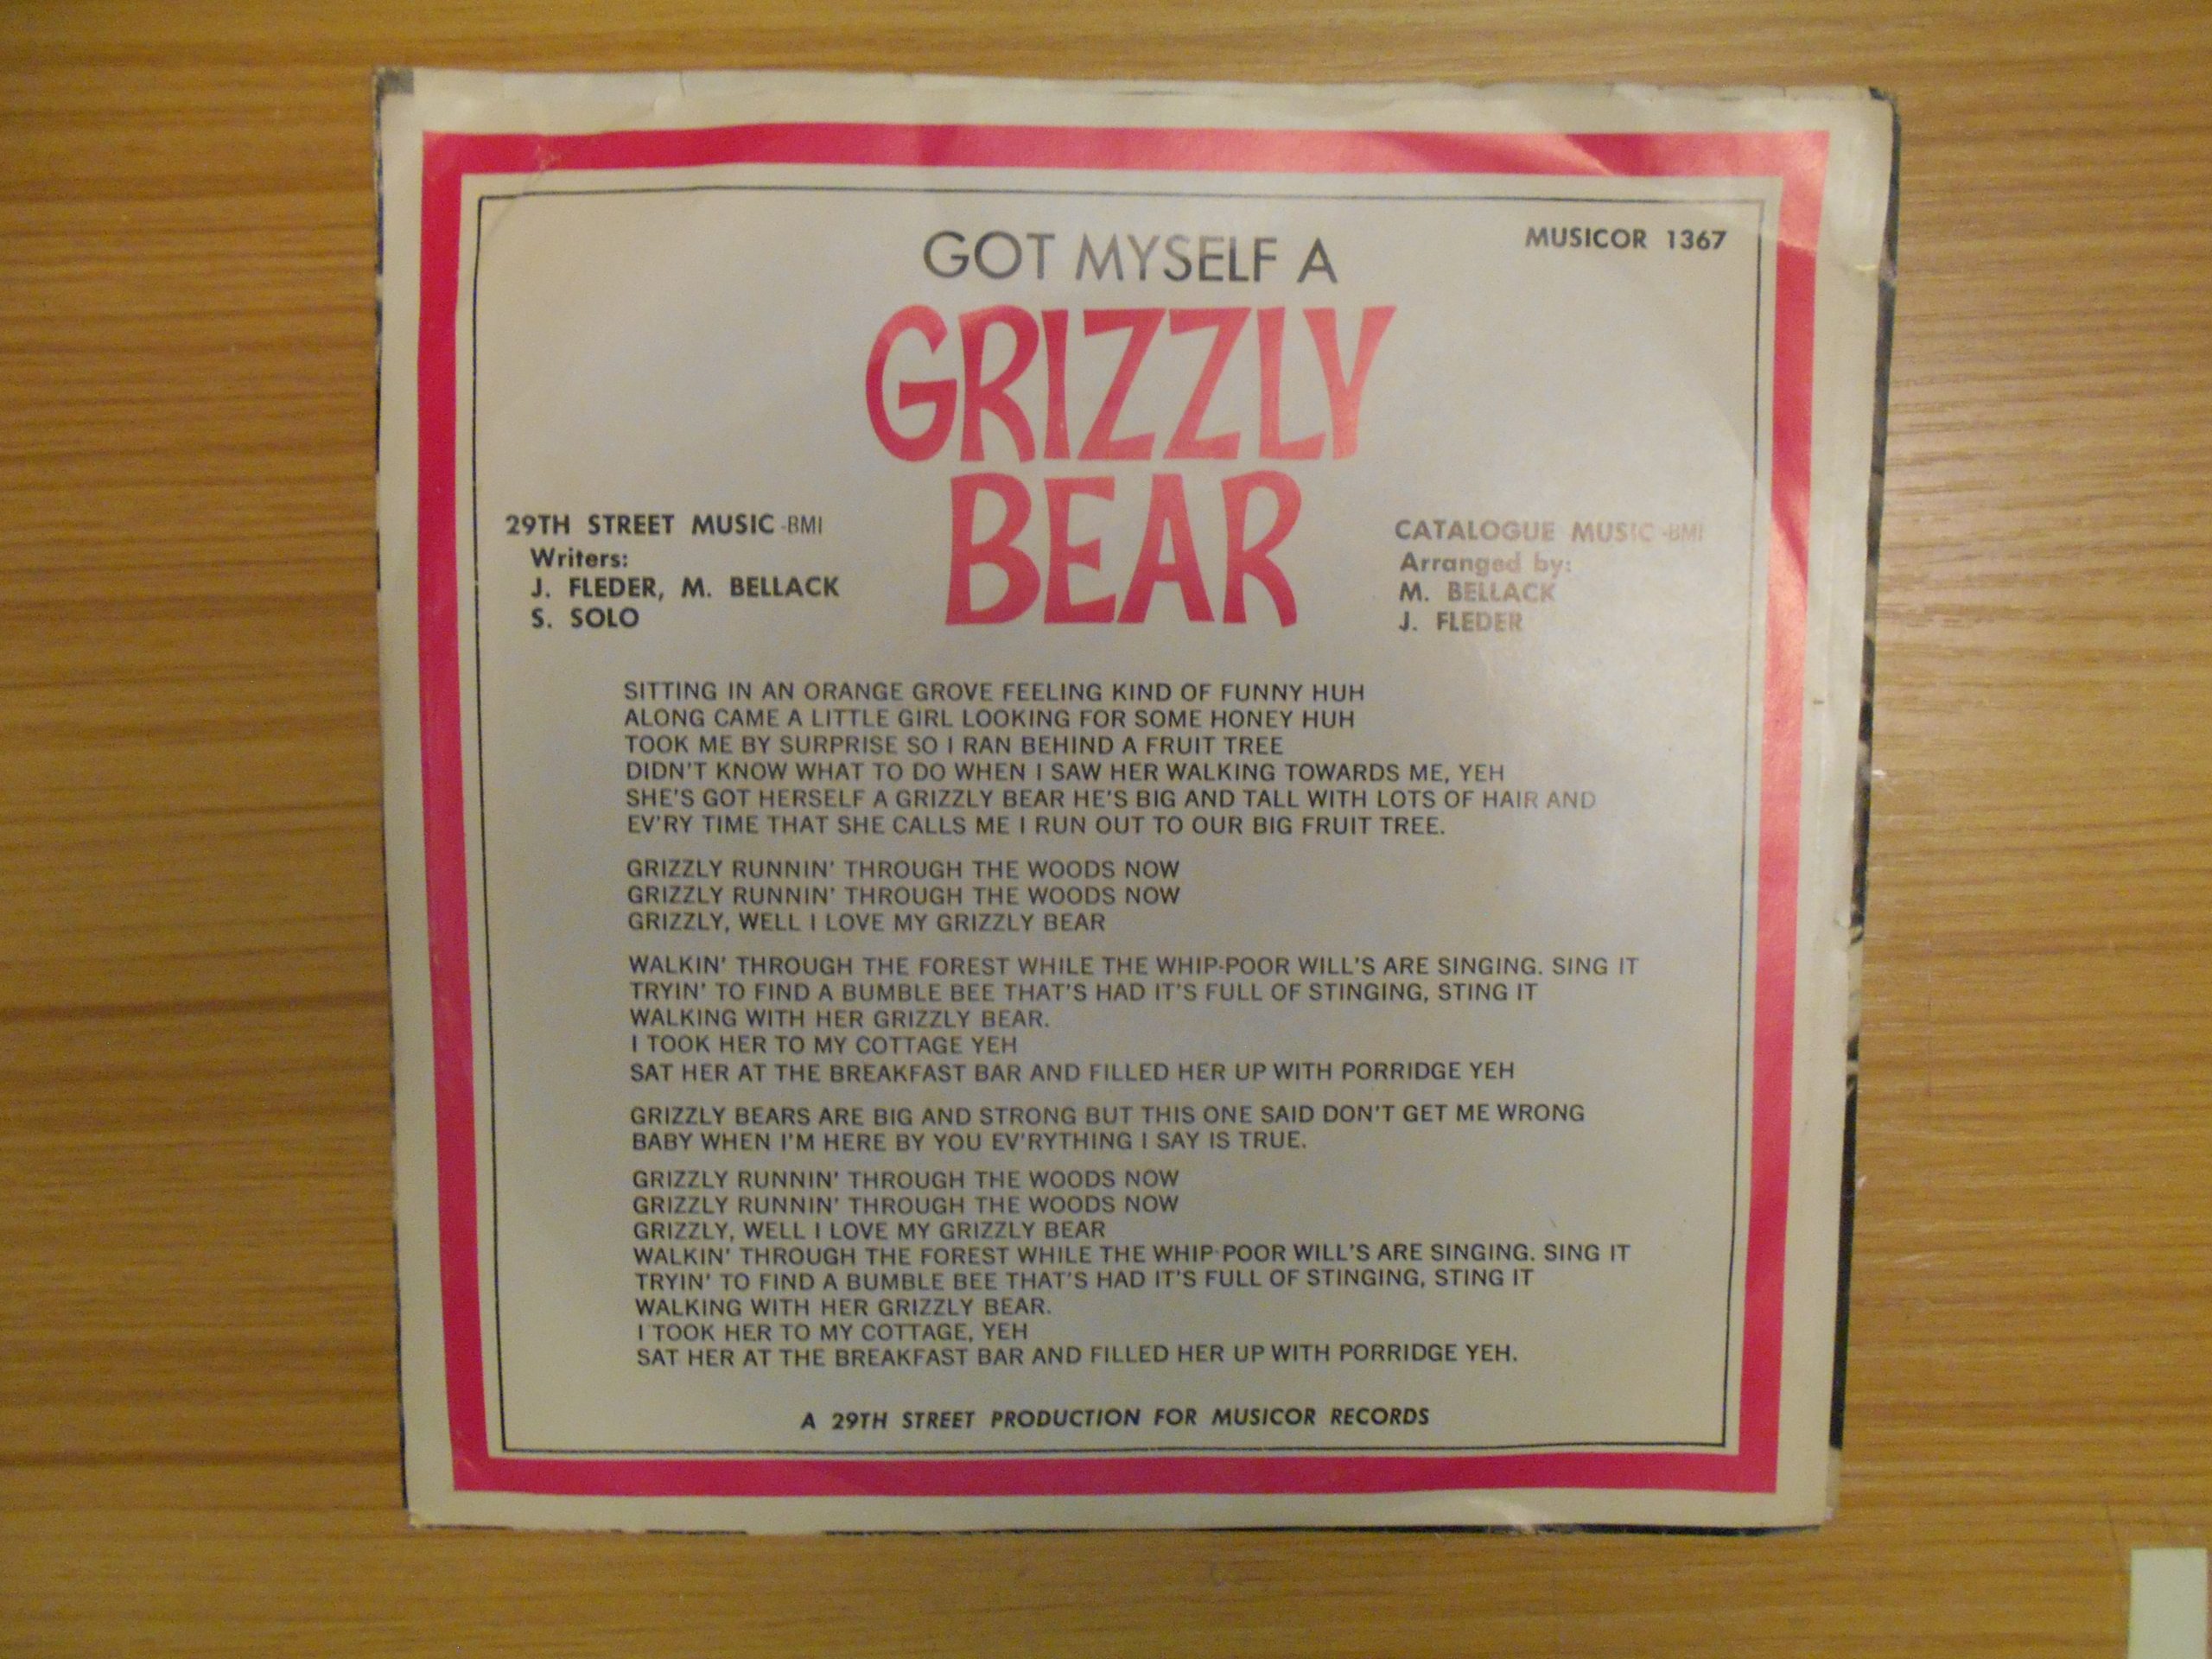 GOT MYSELF A
MUSICOR 1367
GRIZZLY
BEAR
29TH STREET MUSIC -BMI
Writers:
J. FLEDER, M. BELLACK
S. SOLO
CATALOGUE MUSIC -BMI
Arranged by:
M. BELLACK
J. FLEDER
SITTING IN AN ORANGE GROVE FEELING KIND OF FUNNY HUH
ALONG CAME A LITTLE GIRL LOOKING FOR SOME HONEY HUH
TOOK ME BY SURPRISE SO I RAN BEHIND A FRUIT TREE
DIDN'T KNOW WHAT TO DO WHEN I SAW HER WALKING TOWARDS ME, YEH
SHE'S GOT HERSELF A GRIZZLY BEAR HE'S BIG AND TALL WITH LOTS OF HAIR AND
EV'RY TIME THAT SHE CALLS ME I RUN OUT TO OUR BIG FRUIT TREE.
GRIZZLY RUNNIN' THROUGH THE WOODS NOW
GRIZZLY RUNNIN' THROUGH THE WOODS NOW
GRIZZLY, WELL I LOVE MY GRIZZLY BEAR
WALKIN' THROUGH THE FOREST WHILE THE WHIP-POOR WILL'S ARE SINGING. SING IT
TRYIN' TO FIND A BUMBLE BEE THAT'S HAD IT'S FULL OF STINGING, STING IT
WALKING WITH HER GRIZZLY BEAR.
I TOOK HER TO MY COTTAGE YEH
SAT HER AT THE BREAKFAST BAR AND FILLED HER UP WITH PORRIDGE YEH
GRIZZLY BEARS ARE BIG AND STRONG BUT THIS ONE SAID DON'T GET ME WRONG
BABY WHEN I'M HERE BY YOU EV'RYTHING I SAY IS TRUE.
GRIZZLY RUNNIN' THROUGH THE WOODS NOW
GRIZZLY RUNNIN' THROUGH THE WOODS NOW
GRIZZLY, WELL I LOVE MY GRIZZLY BEAR
WALKIN' THROUGH THE FOREST WHILE THE WHIP-POOR WILL'S ARE SINGING. SING IT
TRYIN' TO FIND A BUMBLE BEE THAT'S HAD IT'S FULL OF STINGING, STING IT
WALKING WITH HER GRIZZLY BEAR.
I TOOK HER TO MY COTTAGE, YEH
SAT HER AT THE BREAKFAST BAR AND FILLED HER UP WITH PORRIDGE YEH.
A 29TH STREET PRODUCTION FOR MUSICOR RECORDS